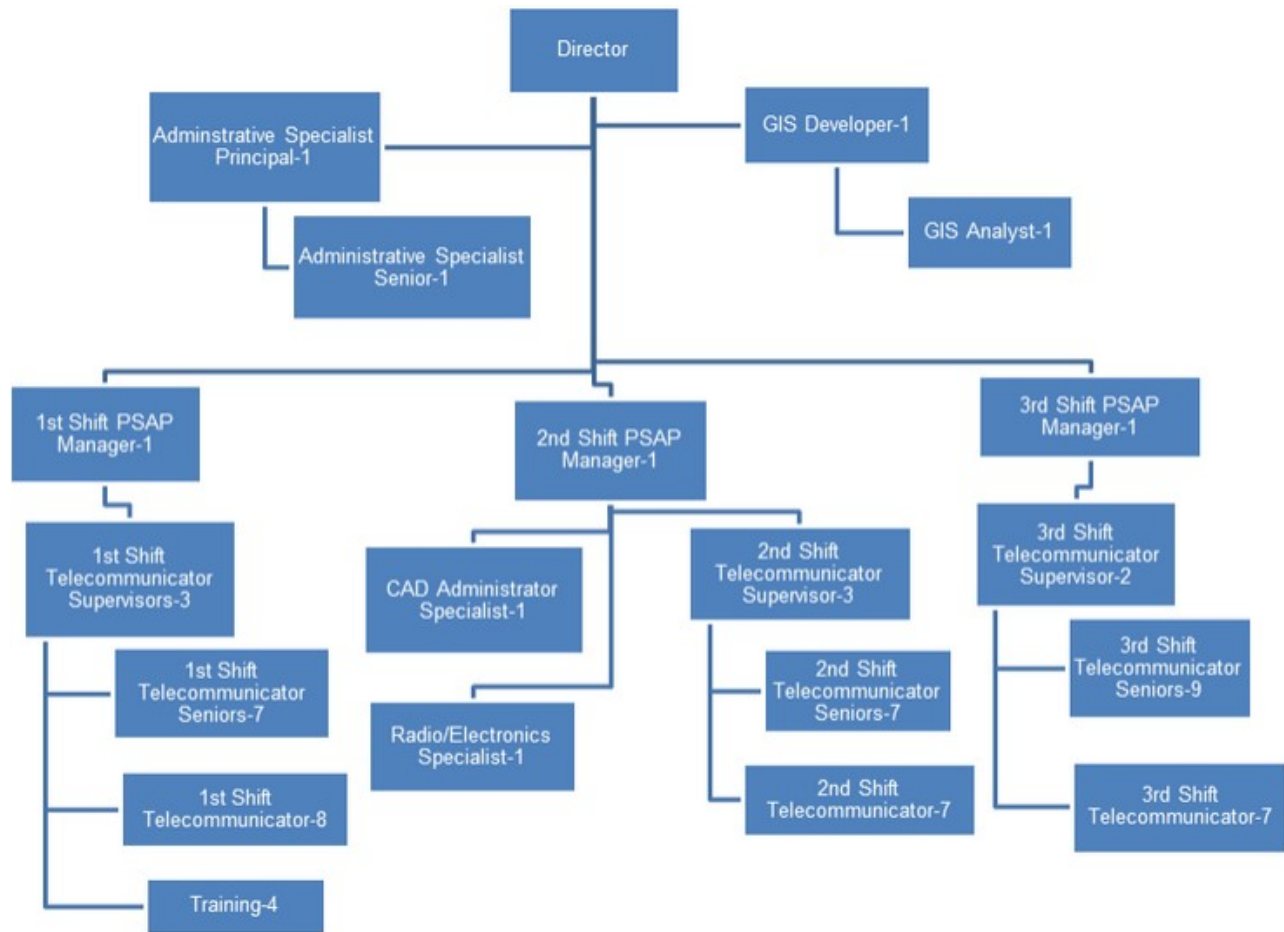 Director
Adminstrative Specialist
Principal-1
GIS Developer-1
Administrative Specialist
Senior-1
GIS Analyst-1
1st Shift PSAP
Manager-1
2nd Shift PSAP
Manager-1
3rd Shift PSAP
Manager-1
1st Shift
Telecommunicator
Supervisors-3
CAD Administrator
Specialist-1
2nd Shift
Telecommunicator
Supervisor-3
3rd Shift
Telecommunicator
Supervisor-2
1st Shift
Telecommunicator
Seniors-7
Radio/Electronics
Specialist-1
2nd Shift
Telecommunicator
Seniors-7
3rd Shift
Telecommunicator
Seniors-9
1st Shift
Telecommunicator-8
2nd Shift
Telecommunicator-7
3rd Shift
Telecommunicator-7
Training-4